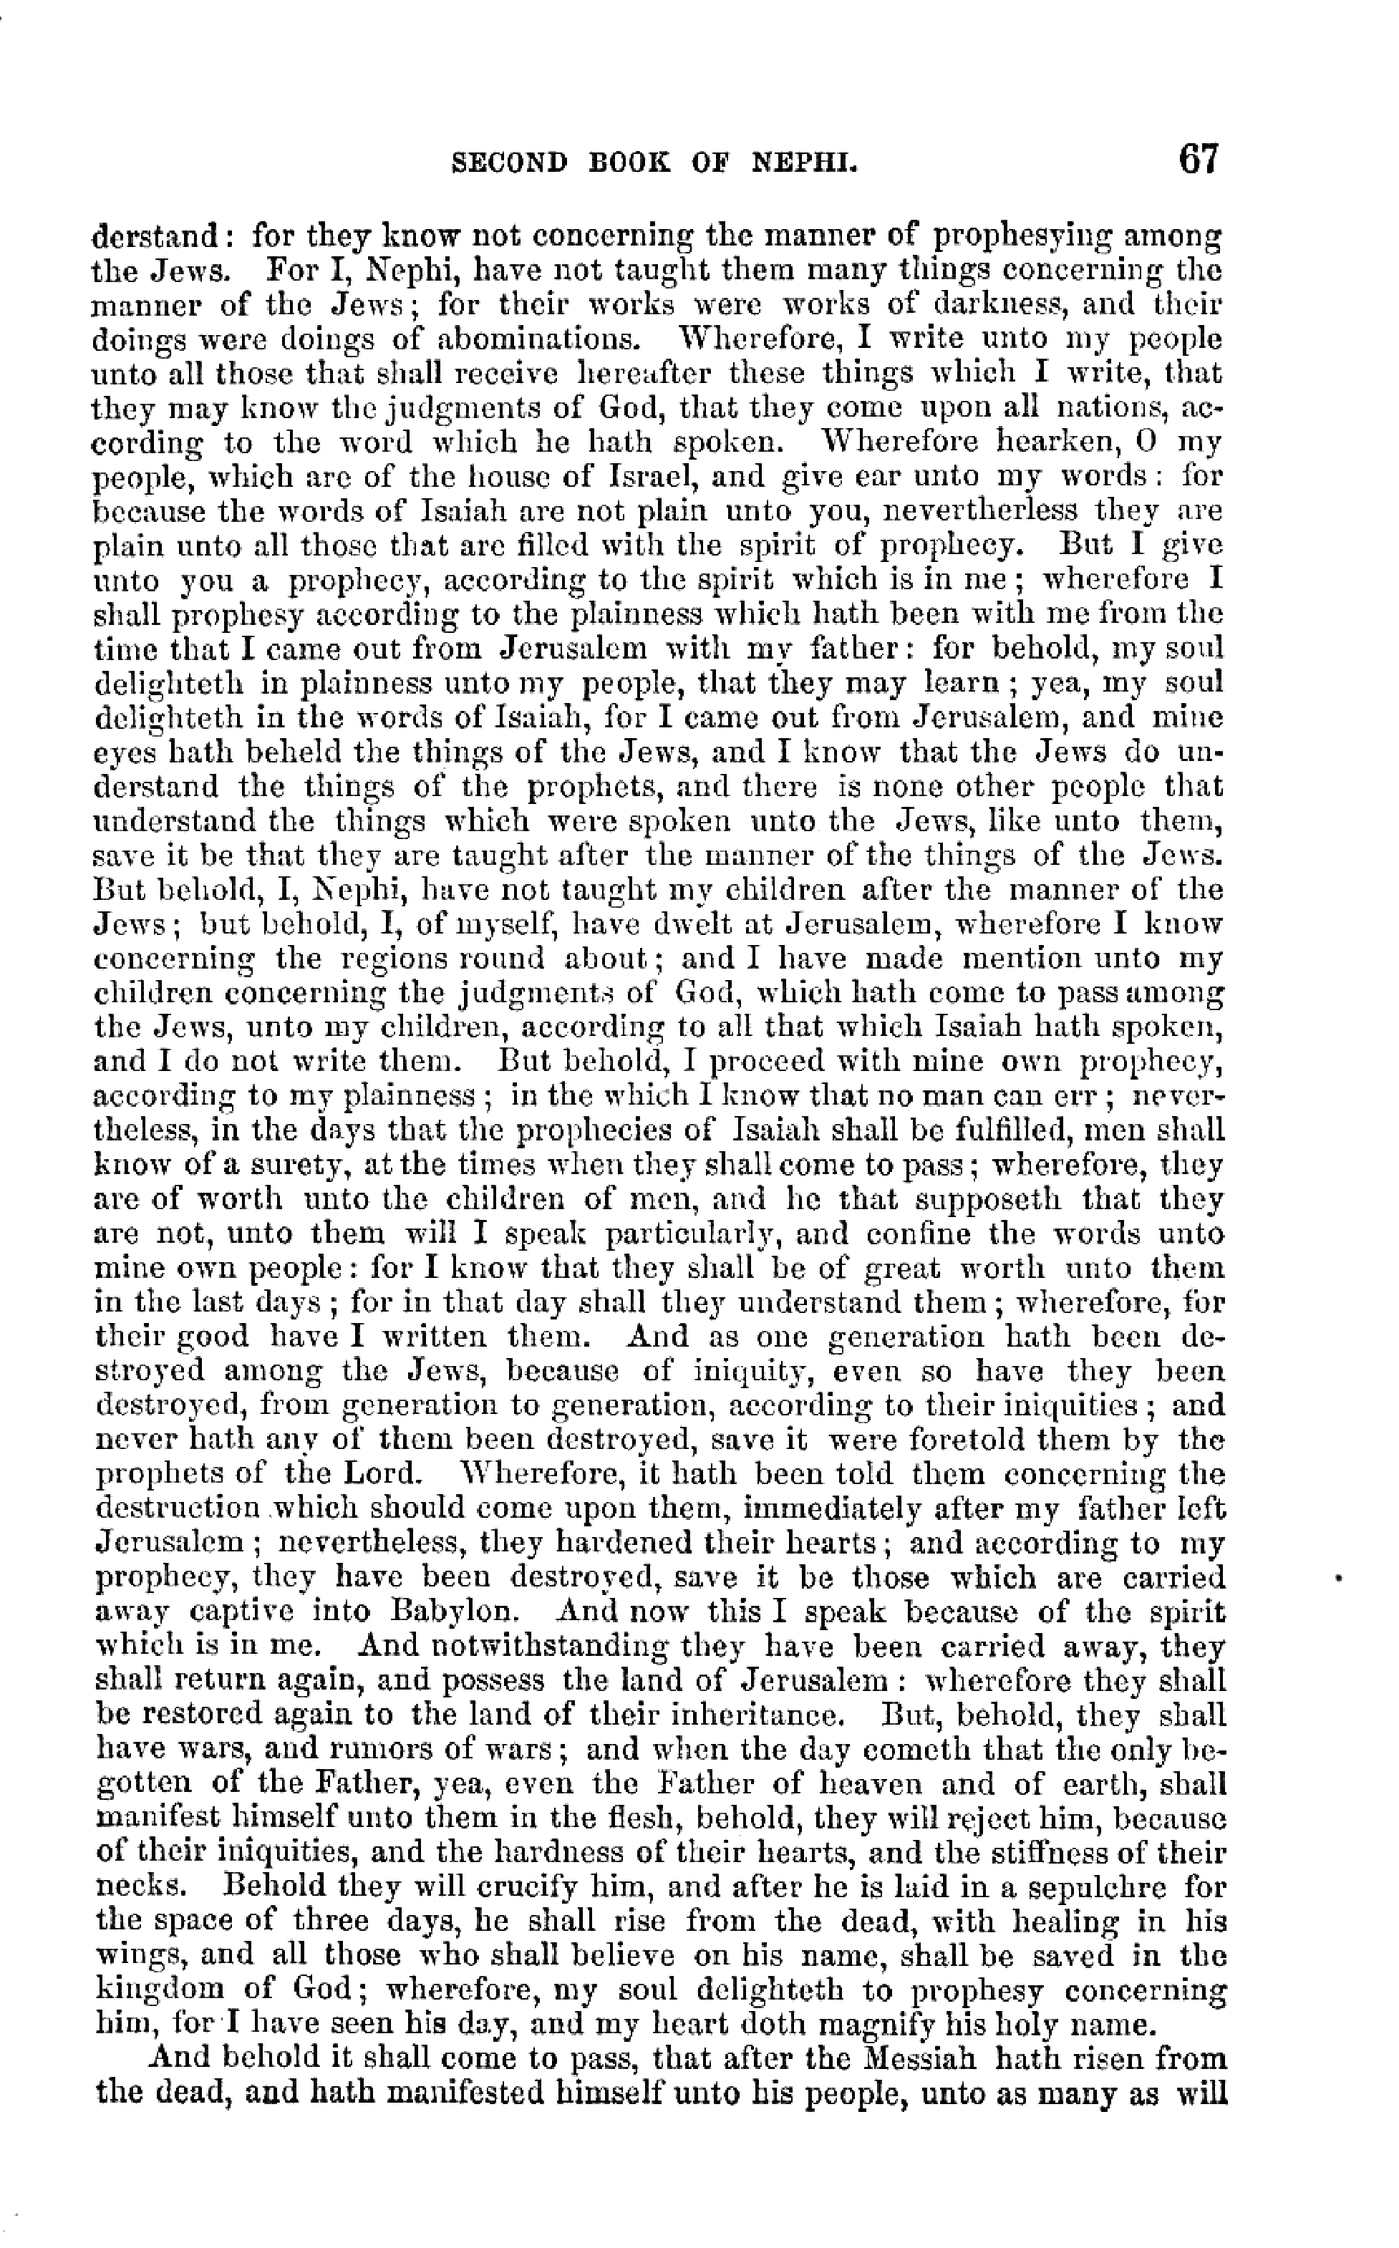 SECOND BOOK OF NEPHI. 67
derstand: for they know not concerning the manner of prophesying among
the Jews. For I, Nephi, have not taught them many things concerning the
manner of the Jews; for their works were works of darkness, and their
doings were doings of abominations. Wherefore, I write unto my people
unto all those that shall receive hereafter these things which I write, that
they may know the judgments of God, that they come upon all nations, ac-
cording to the word which he hath spoken. Wherefore hearken, O my
people, which are of the house of Israel, and give ear unto my words: for
because the words of Isaiah are not plain unto you, nevertherless they are
plain unto all those that are filled with the spirit of prophecy. But I give
unto you a prophecy, according to the spirit which is in me; wherefore I
shall prophesy according to the plainness which hath been with me from the
time that I came out from Jerusalem with my father: for behold, my soul
delighteth in plainness unto my people, that they may learn; yea, my soul
delighteth in the words of Isaiah, for I came out from Jerusalem, and mine
eyes hath beheld the things of the Jews, and I know that the Jews do un-
derstand the things of the prophets, and there is none other people that
understand the things which were spoken unto the Jews, like unto them,
save it be that they are taught after the manner of the things of the Jews.
But behold, I, Nephi, have not taught my children after the manner of the
Jews; but behold, I, of myself, have dwelt at Jerusalem, wherefore I know
concerning the regions round about; and I have made mention unto my
children concerning the judgments of God, which hath come to pass among
the Jews, unto my children, according to all that which Isaiah hath spoken,
and I do not write them. But behold, I proceed with mine own prophecy,
according to my plainness; in the which I know that no man can err; never-
theless, in the days that the prophecies of Isaiah shall be fulfilled, men shall
know of a surety, at the times when they shall come to pass; wherefore, they
are of worth unto the children of men, and he that supposeth that they
are not, unto them will I speak particularly, and confine the words unto
mine own people: for I know that they shall be of great worth unto them
in the last days; for in that day shall they understand them; wherefore, for
their good have I written them. And as one generation hath been de-
stroyed among the Jews, because of iniquity, even so have they been
destroyed, from generation to generation, according to their iniquities; and
never hath any of them been destroyed, save it were foretold them by the
prophets of the Lord. Wherefore, it hath been told them concerning the
destruction which should come upon them, immediately after my father left
Jerusalem; nevertheless, they hardened their hearts; and according to my
prophecy, they have been destroyed, save it be those which are carried
away captive into Babylon. And now this I speak because of the spirit
which is in me. And notwithstanding they have been carried away, they
shall return again, and possess the land of Jerusalem: wherefore they shall
be restored again to the land of their inheritance. But, behold, they shall
have wars, and rumors of wars; and when the day cometh that the only be-
gotten of the Father, yea, even the Father of heaven and of earth, shall
manifest himself unto them in the flesh, behold, they will reject him, because
of their iniquities, and the hardness of their hearts, and the stiffness of their
necks. Behold they will crucify him, and after he is laid in a sepulchre for
the space of three days, he shall rise from the dead, with healing in his
wings, and all those who shall believe on his name, shall be saved in the
kingdom of God; wherefore, my soul delighteth to prophesy concerning
him, for I have seen his day, and my heart doth magnify his holy name.
And behold it shall come to pass, that after the Messiah hath risen from
the dead, and hath manifested himself unto his people, unto as many as will